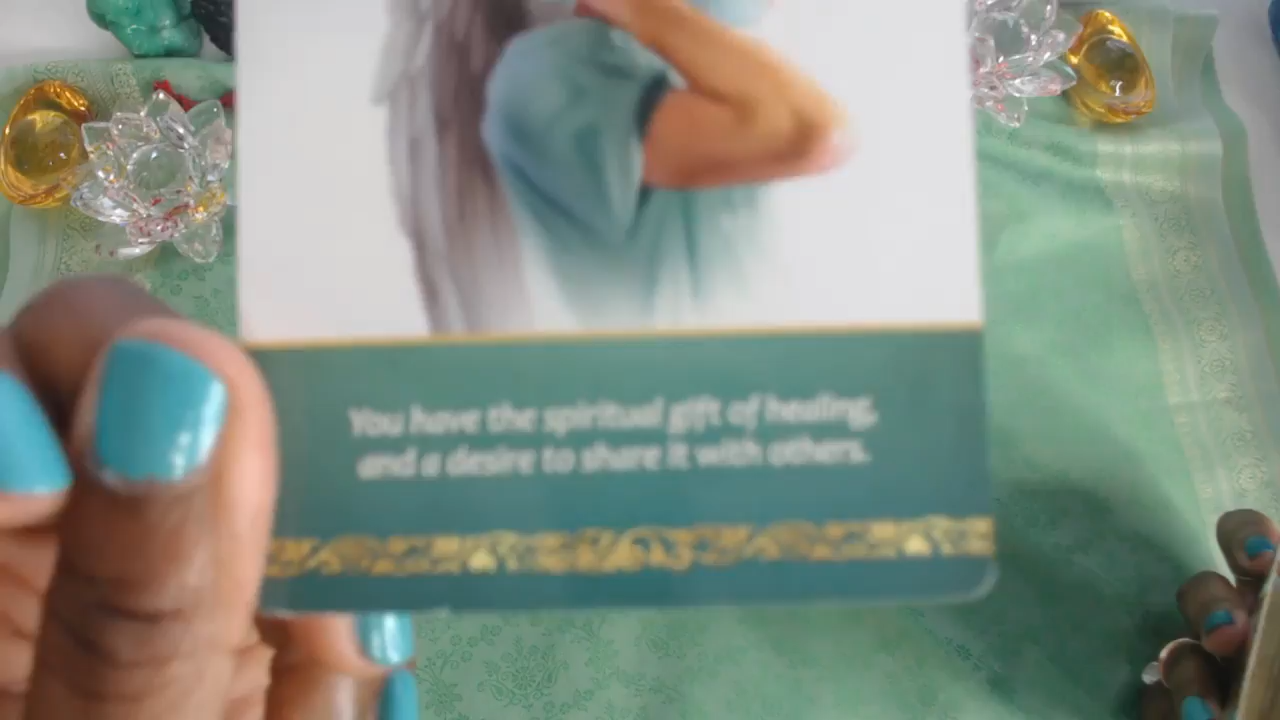 You have the spiritual gift of healing,
and a desire to share it with others.